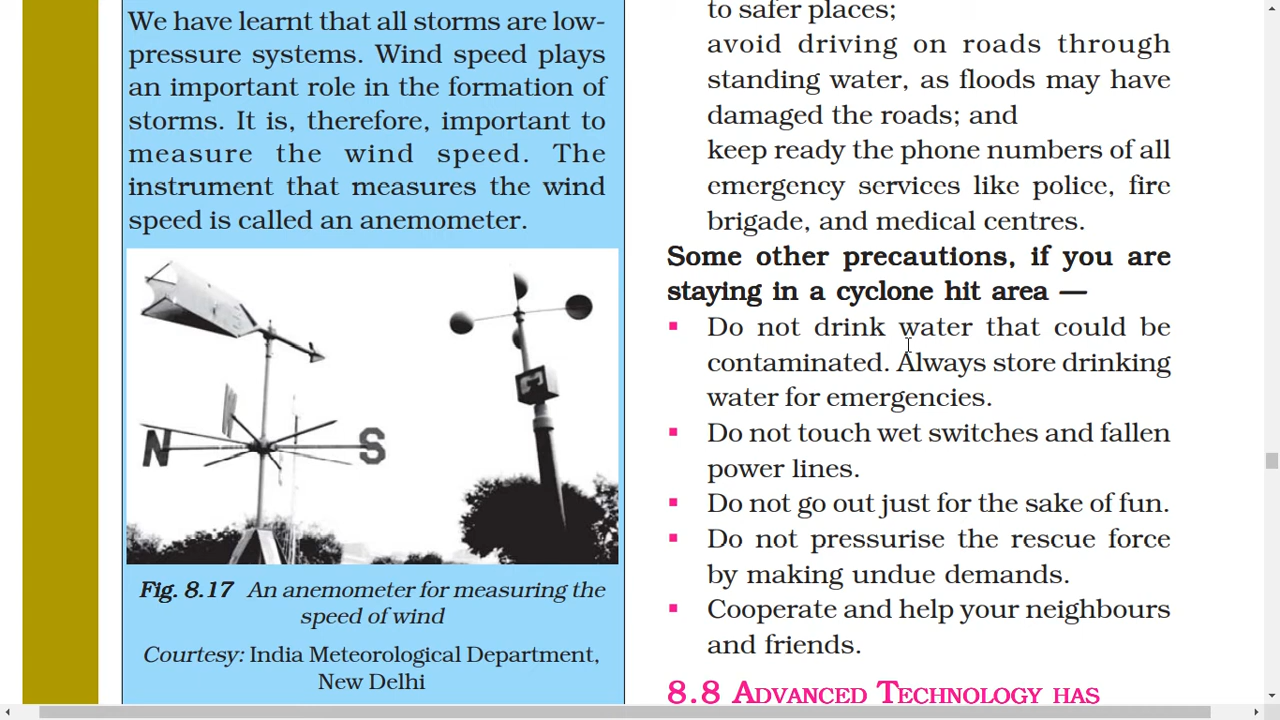 We have learnt that all storms are low-
pressure systems. Wind speed plays
an important role in the formation of
storms. It is, therefore, important to
measure the wind speed. The
instrument that measures the wind
speed is called an anemometer.
N
S
Fig. 8.17 An anemometer for measuring the
speed of wind
Courtesy: India Meteorological Department,
New Delhi
to safer places;
avoid driving on roads through
standing water, as floods may have
damaged the roads; and
keep ready the phone numbers of all
emergency services like police, fire
brigade, and medical centres.
Some other precautions, if you are
staying in a cyclone hit area —
▪ Do not drink water that could be
contaminated. Always store drinking
water for emergencies.
▪ Do not touch wet switches and fallen
power lines.
▪ Do not go out just for the sake of fun.
▪ Do not pressurise the rescue force
by making undue demands.
▪ Cooperate and help your neighbours
and friends.
8.8 ADVANCED TECHNOLOGY HAS